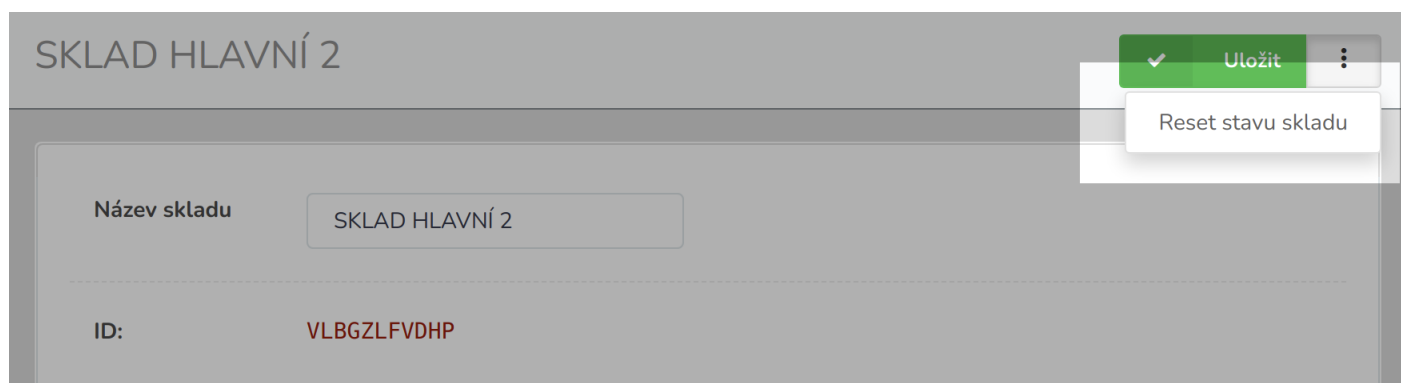 SKLAD HLAVNÍ 2
Uložit
Reset stavu skladu
Název skladu
SKLAD HLAVNÍ 2
ID:
VLBGZLFVDHP